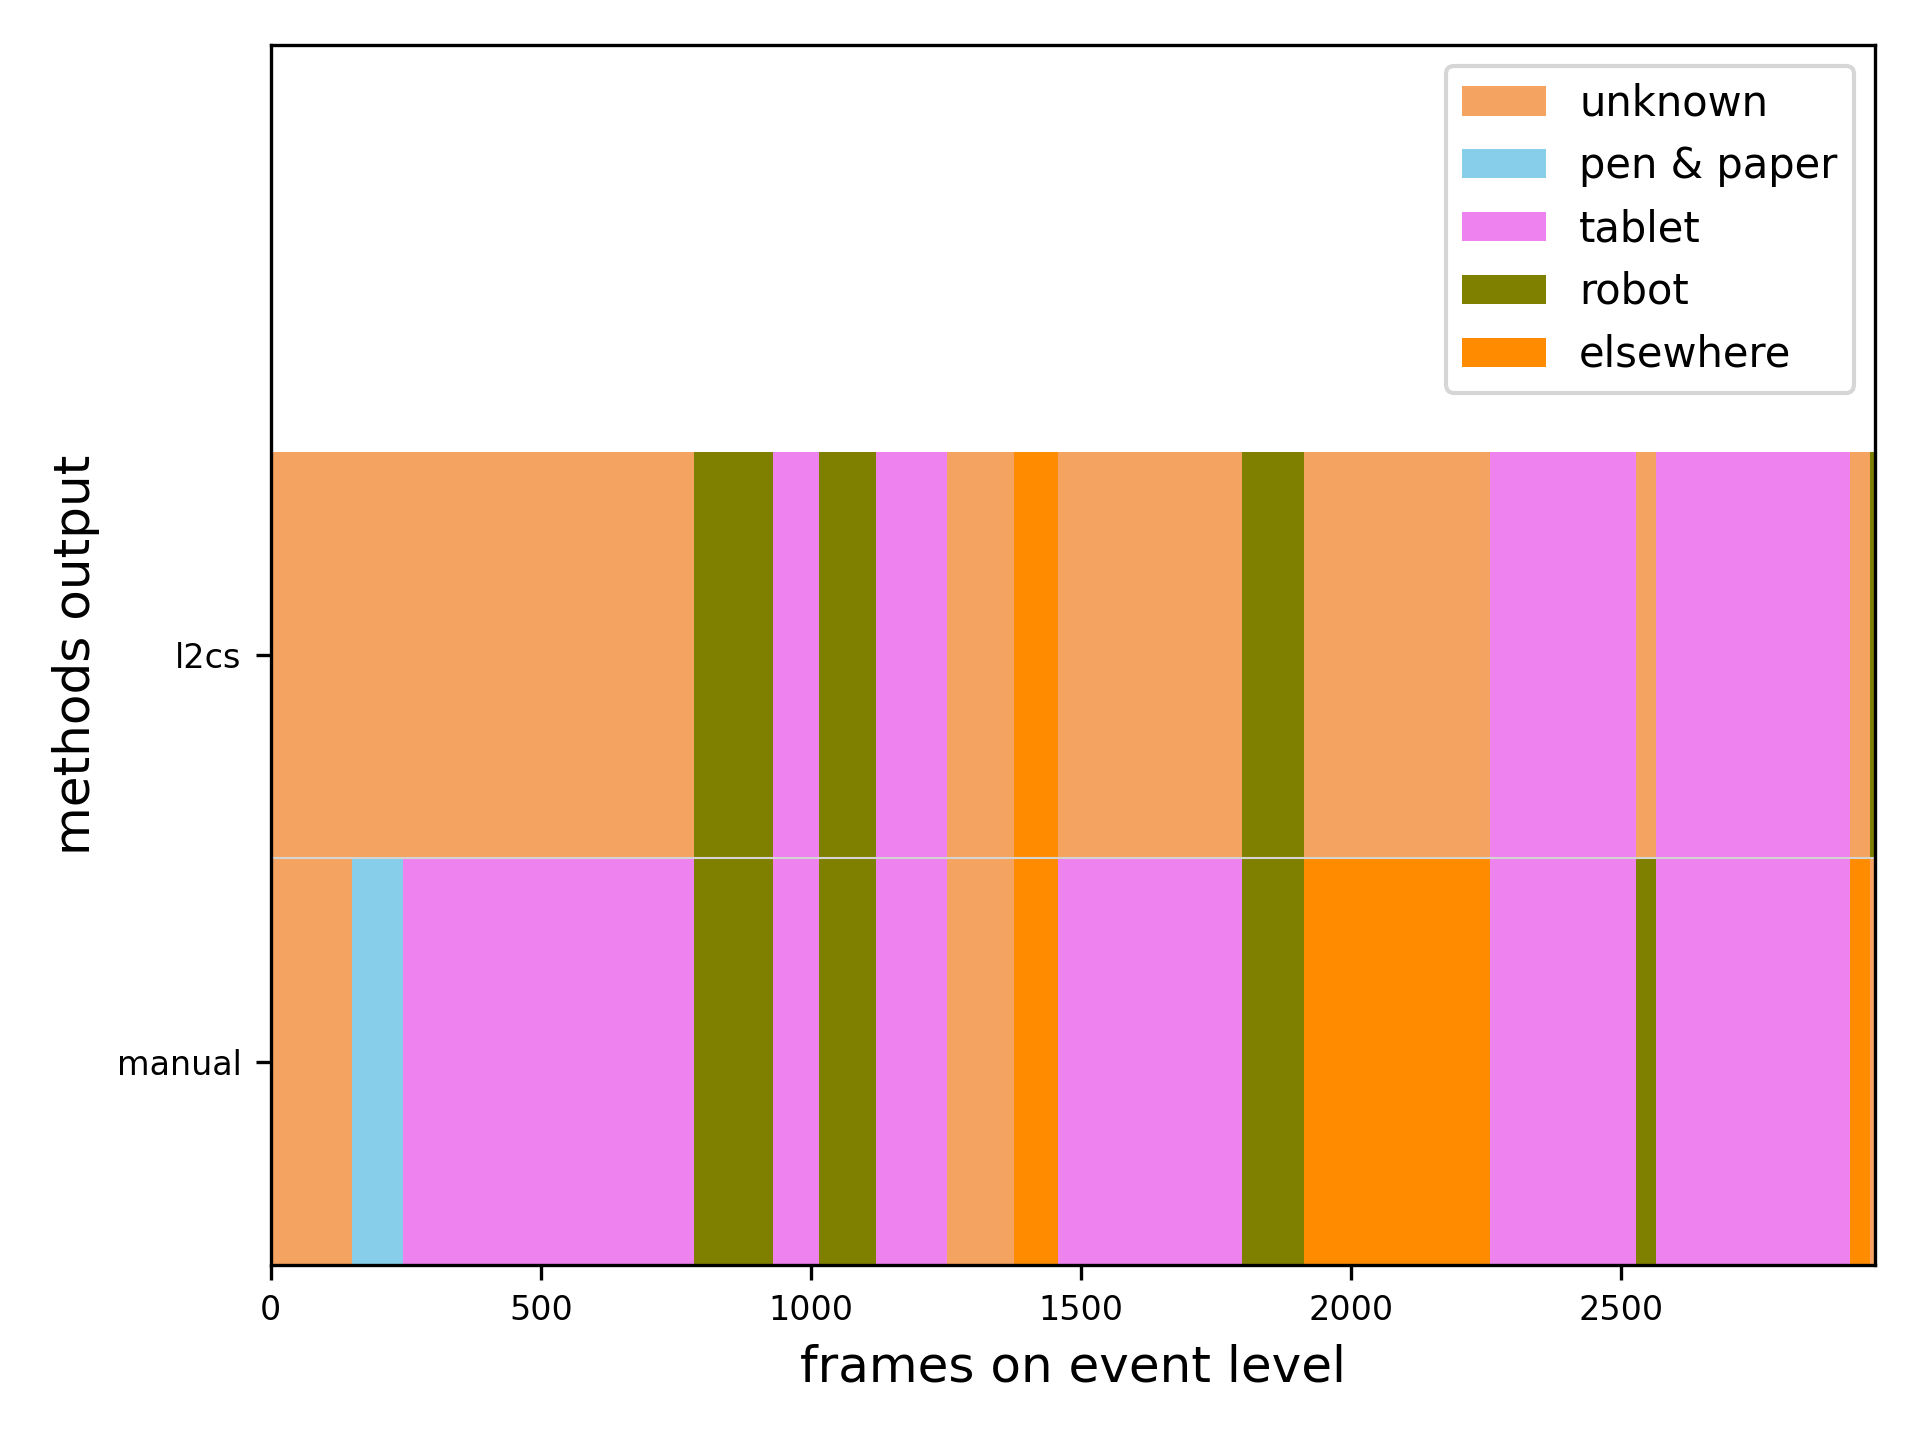 unknown
pen & paper
tablet
robot
elsewhere
methods output
l2cs
manual
0 500 1000 1500 2000 2500
frames on event level